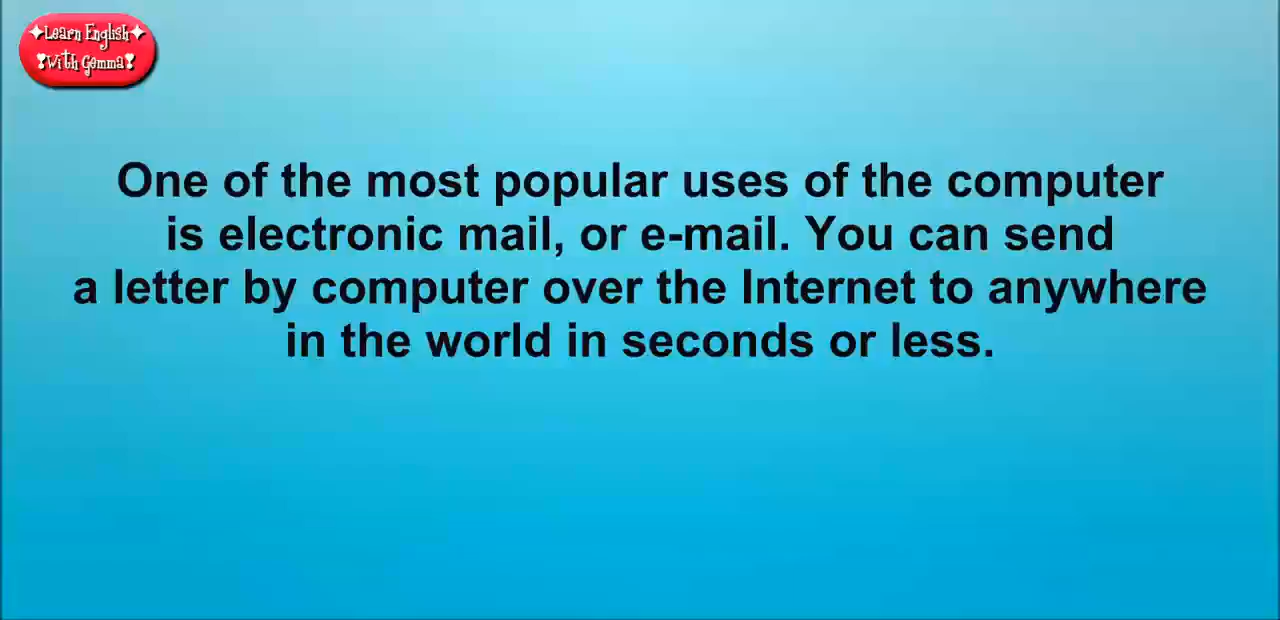 Learn English
With Gemma
One of the most popular uses of the computer
is electronic mail, or e-mail. You can send
a letter by computer over the Internet to anywhere
in the world in seconds or less.